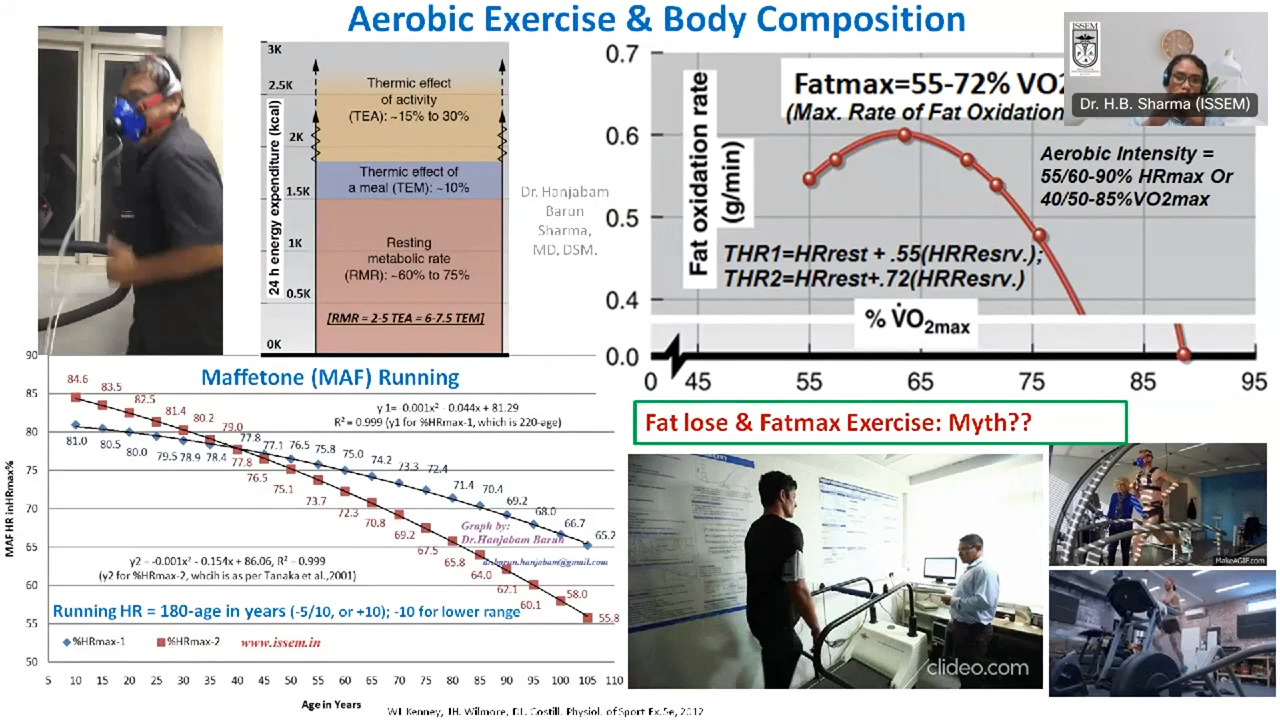 Aerobic Exercise & Body Composition
ISSEM
Dr. H.B. Sharma (ISSEM)
24 h energy expenditure (kcal)
3K
2.5K
2K
1.5K
1K
0.5K
0K
Thermic effect
of activity
(TEA): ~15% to 30%
Thermic effect of
a meal (TEM): ~10%
Resting
metabolic rate
(RMR): ~60% to 75%
[RMR = 2-5 TEA = 6-7.5 TEM]
Dr. Hanjabam
Barun
Sharma,
MD, DSM.
Fatmax=55-72% VO2
(Max. Rate of Fat Oxidation
Aerobic Intensity =
55/60-90% HRmax Or
40/50-85%VO2max
THR1=HRrest + .55(HRResrv.);
THR2=HRrest+.72(HRResrv.)
Fat oxidation rate
(g/min)
0.7
0.6
0.5
0.4
0.0
% V̇O2max
0 45 55 65 75 85 95
Maffetone (MAF) Running
y 1= -0.001x² - 0.044x + 81.29
R² = 0.999 (y1 for %HRmax-1, which is 220-age)
84.6 83.5 82.5 81.4 80.2 79.0 77.8 77.1 76.5 75.8 75.0 74.2 73.3 72.4 71.4 70.4 69.2 68.0 66.7 65.2
81.0 80.5 80.0 79.5 78.9 78.4 77.8 76.5 75.1 73.7 72.3 70.8 69.2 67.5 65.8 64.0 62.1 60.1 58.0 55.8
Graph by:
Dr.Hanjabam Barun
dr.barun.hanjabam@gmail.com
y2 = -0.001x² - 0.154x + 86.06, R² = 0.999
(y2 for %HRmax-2, whcih is as per Tanaka et al.,2001)
Running HR = 180-age in years (-5/10, or +10); -10 for lower range
%HRmax-1 %HRmax-2 www.issem.in
MAF HR in HRmax%
90
85
80
75
70
65
60
55
50
5 10 15 20 25 30 35 40 45 50 55 60 65 70 75 80 85 90 95 100 105 110
Age in Years
Fat lose & Fatmax Exercise: Myth??
clideo.com
MakeAGIF.com
WL Kenney, JH. Wilmore, DL. Costill. Physiol. of Sport Ex.5e, 2012